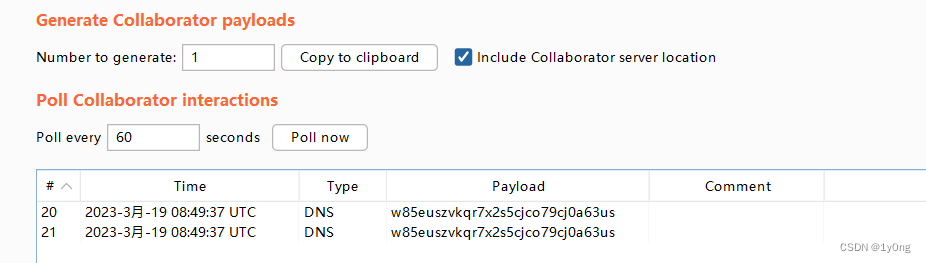 Generate Collaborator payloads
Number to generate: 1 Copy to clipboard Include Collaborator server location
Poll Collaborator interactions
Poll every 60 seconds Poll now
# Time Type Payload Comment
20 2023-3月-19 08:49:37 UTC DNS w85euszvkqr7x2s5cjco79cj0a63us
21 2023-3月-19 08:49:37 UTC DNS w85euszvkqr7x2s5cjco79cj0a63us
CSDN @1y0ng